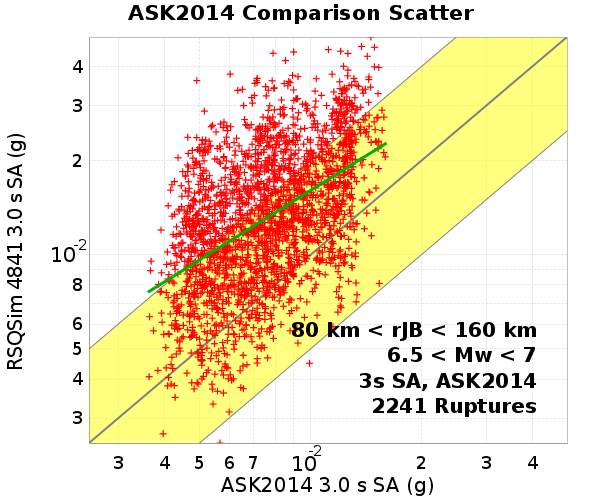 ASK2014 Comparison Scatter
RSQSim 4841 3.0 s SA (g)
4
3
2
10-2
8
6
5
4
3
80 km < rJB < 160 km
6.5 < Mw < 7
3s SA, ASK2014
2241 Ruptures
3 4 5 6 7 10-2 2 3 4
ASK2014 3.0 s SA (g)